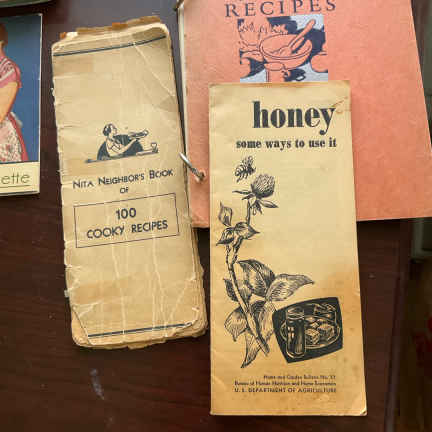 RECIPES
ette
NITA NEIGHBOR'S BOOK
OF
100
COOKY RECIPES
honey
some ways to use it
Home and Garden Bulletin No. 37
Bureau of Human Nutrition and Home Economics
U. S. DEPARTMENT OF AGRICULTURE